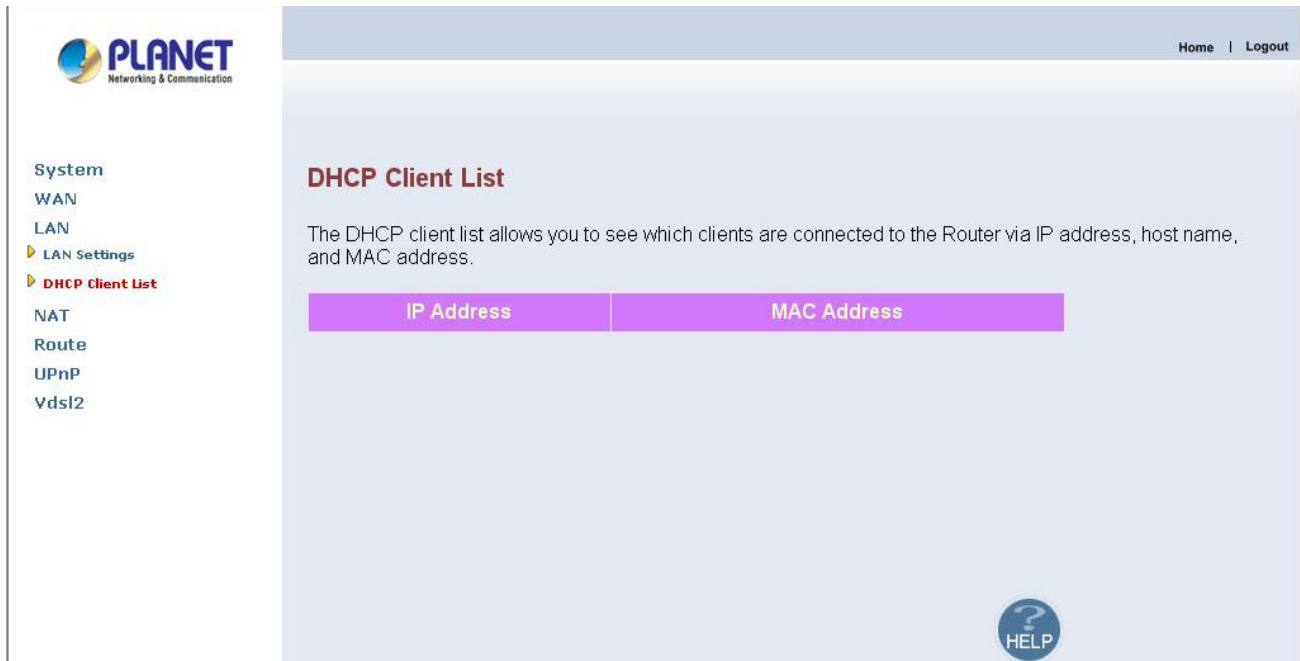 PLANET
Networking & Communication
Home | Logout
System
WAN
LAN
LAN Settings
DHCP Client List
NAT
Route
UPnP
Vdsl2
DHCP Client List
The DHCP client list allows you to see which clients are connected to the Router via IP address, host name,
and MAC address.
IP Address MAC Address
?
HELP